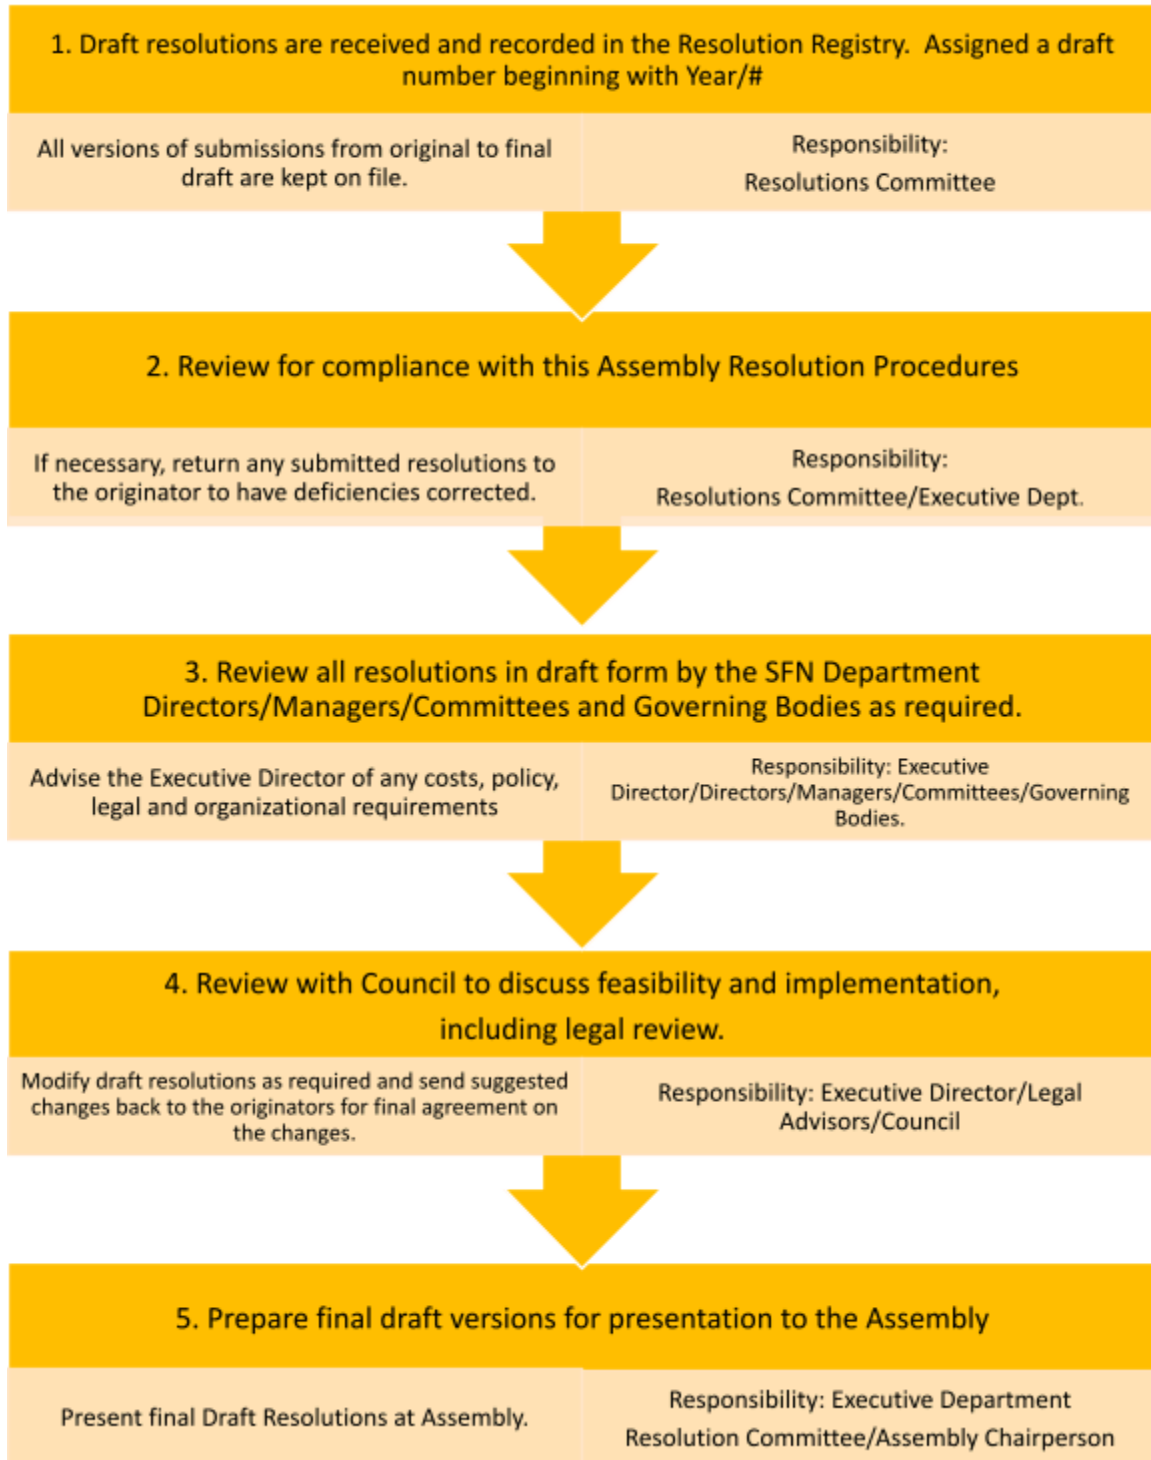 1. Draft resolutions are received and recorded in the Resolution Registry.  Assigned a draft
number beginning with Year/#
All versions of submissions from original to final
draft are kept on file.
Responsibility:
Resolutions Committee
2. Review for compliance with this Assembly Resolution Procedures
If necessary, return any submitted resolutions to
the originator to have deficiencies corrected.
Responsibility:
Resolutions Committee/Executive Dept.
3. Review all resolutions in draft form by the SFN Department
Directors/Managers/Committees and Governing Bodies as required.
Advise the Executive Director of any costs, policy,
legal and organizational requirements
Responsibility: Executive
Director/Directors/Managers/Committees/Governing
Bodies.
4. Review with Council to discuss feasibility and implementation,
including legal review.
Modify draft resolutions as required and send suggested
changes back to the originators for final agreement on
the changes.
Responsibility: Executive Director/Legal
Advisors/Council
5. Prepare final draft versions for presentation to the Assembly
Present final Draft Resolutions at Assembly.
Responsibility: Executive Department
Resolution Committee/Assembly Chairperson